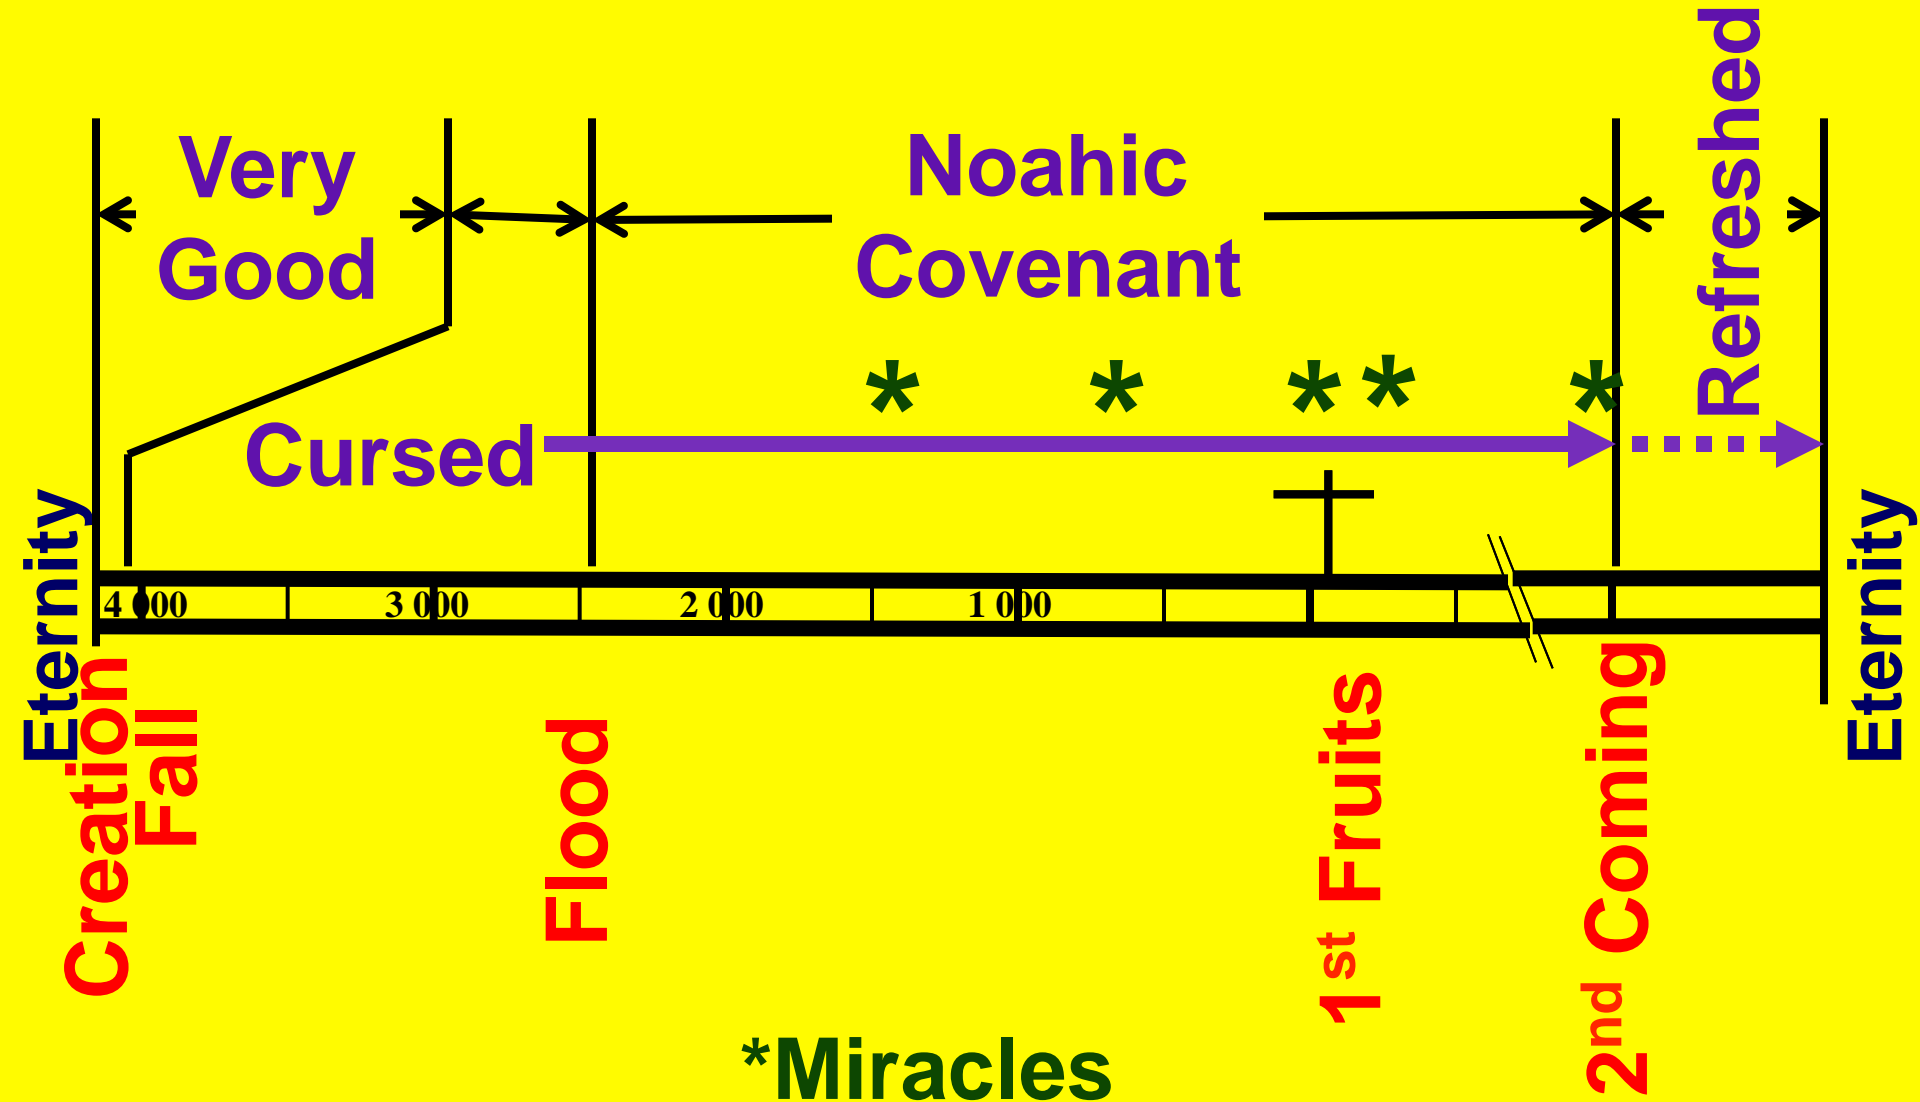 Very
Good
Noahic
Covenant
Refreshed
* * * * *
Cursed
Eternity
Eternity
4 000 3 000 2 000 1 000
Creation
Fall
Flood
1st Fruits
2nd Coming
*Miracles